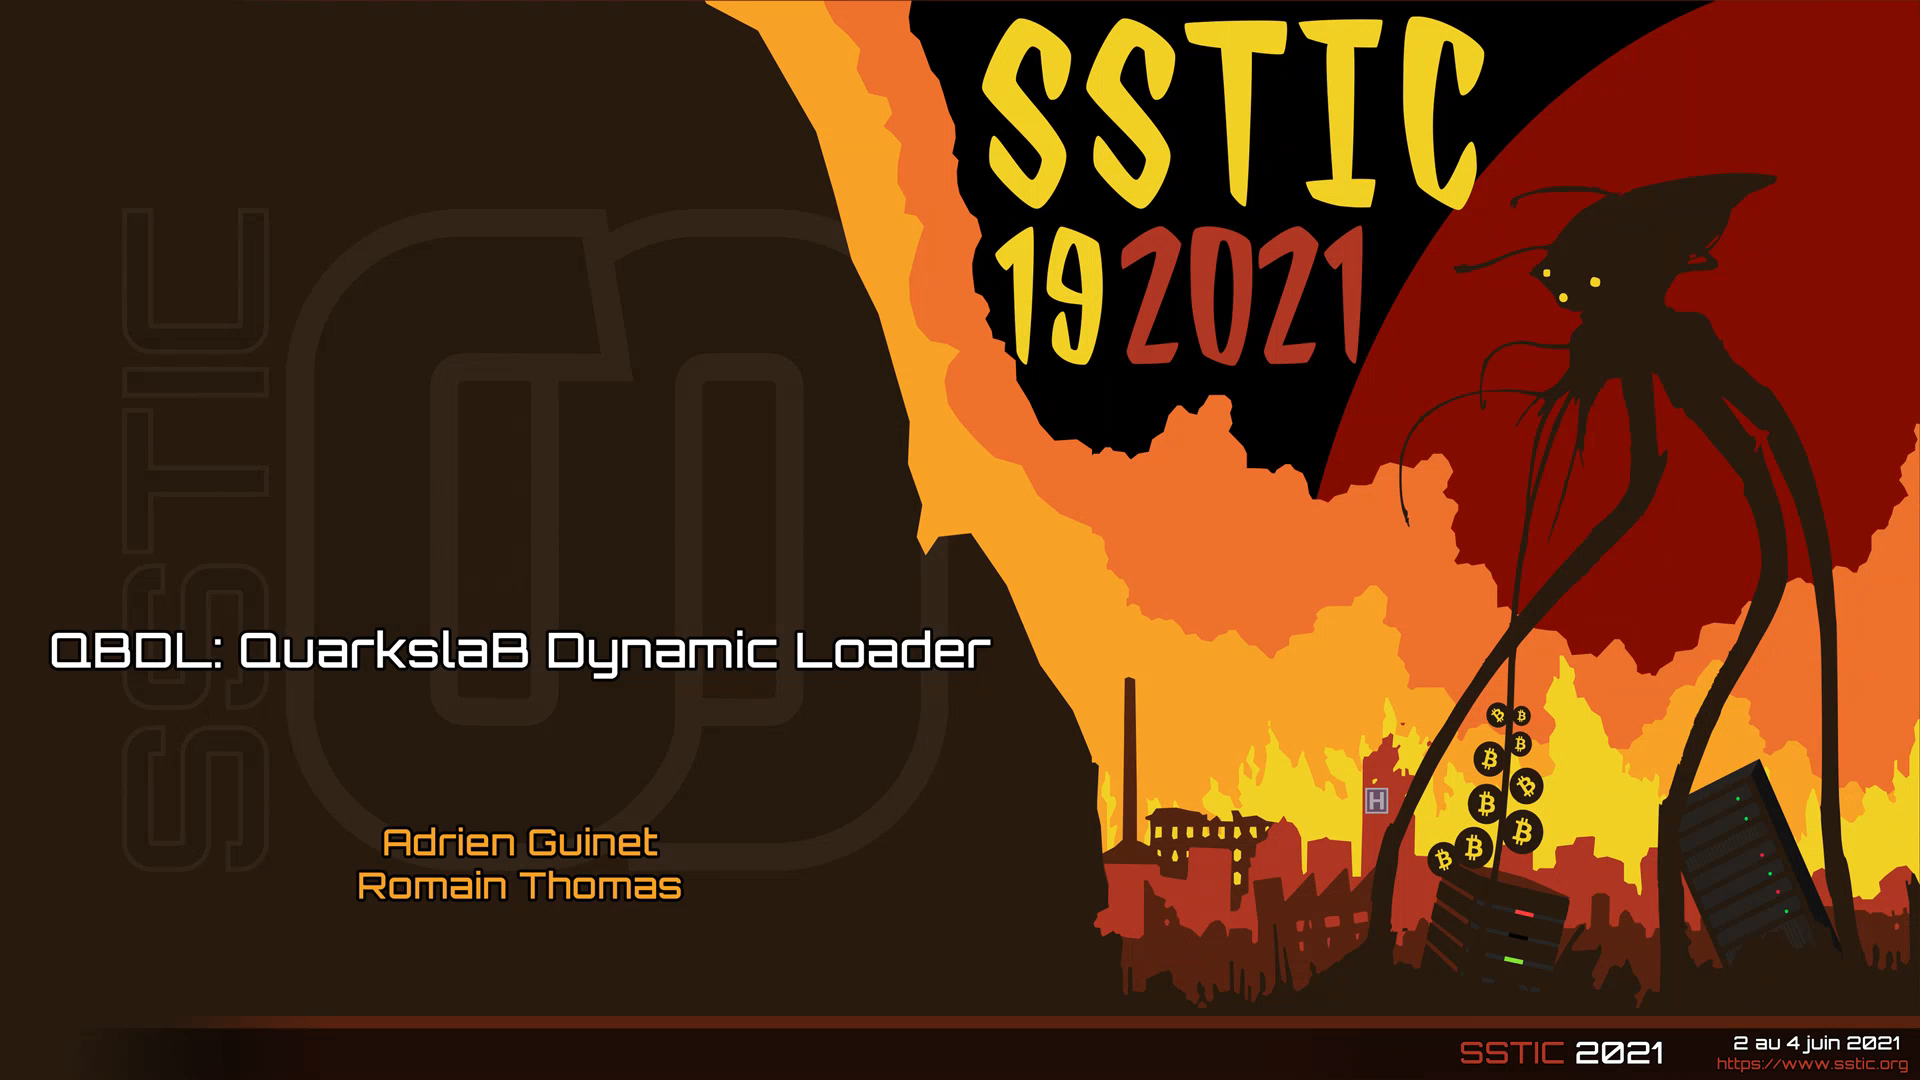 SSTIC
19 2021
SSTIC
QBDL: QuarkslaB Dynamic Loader
Adrien Guinet
Romain Thomas
H
SSTIC 2021
2 au 4 juin 2021
https://www.sstic.org